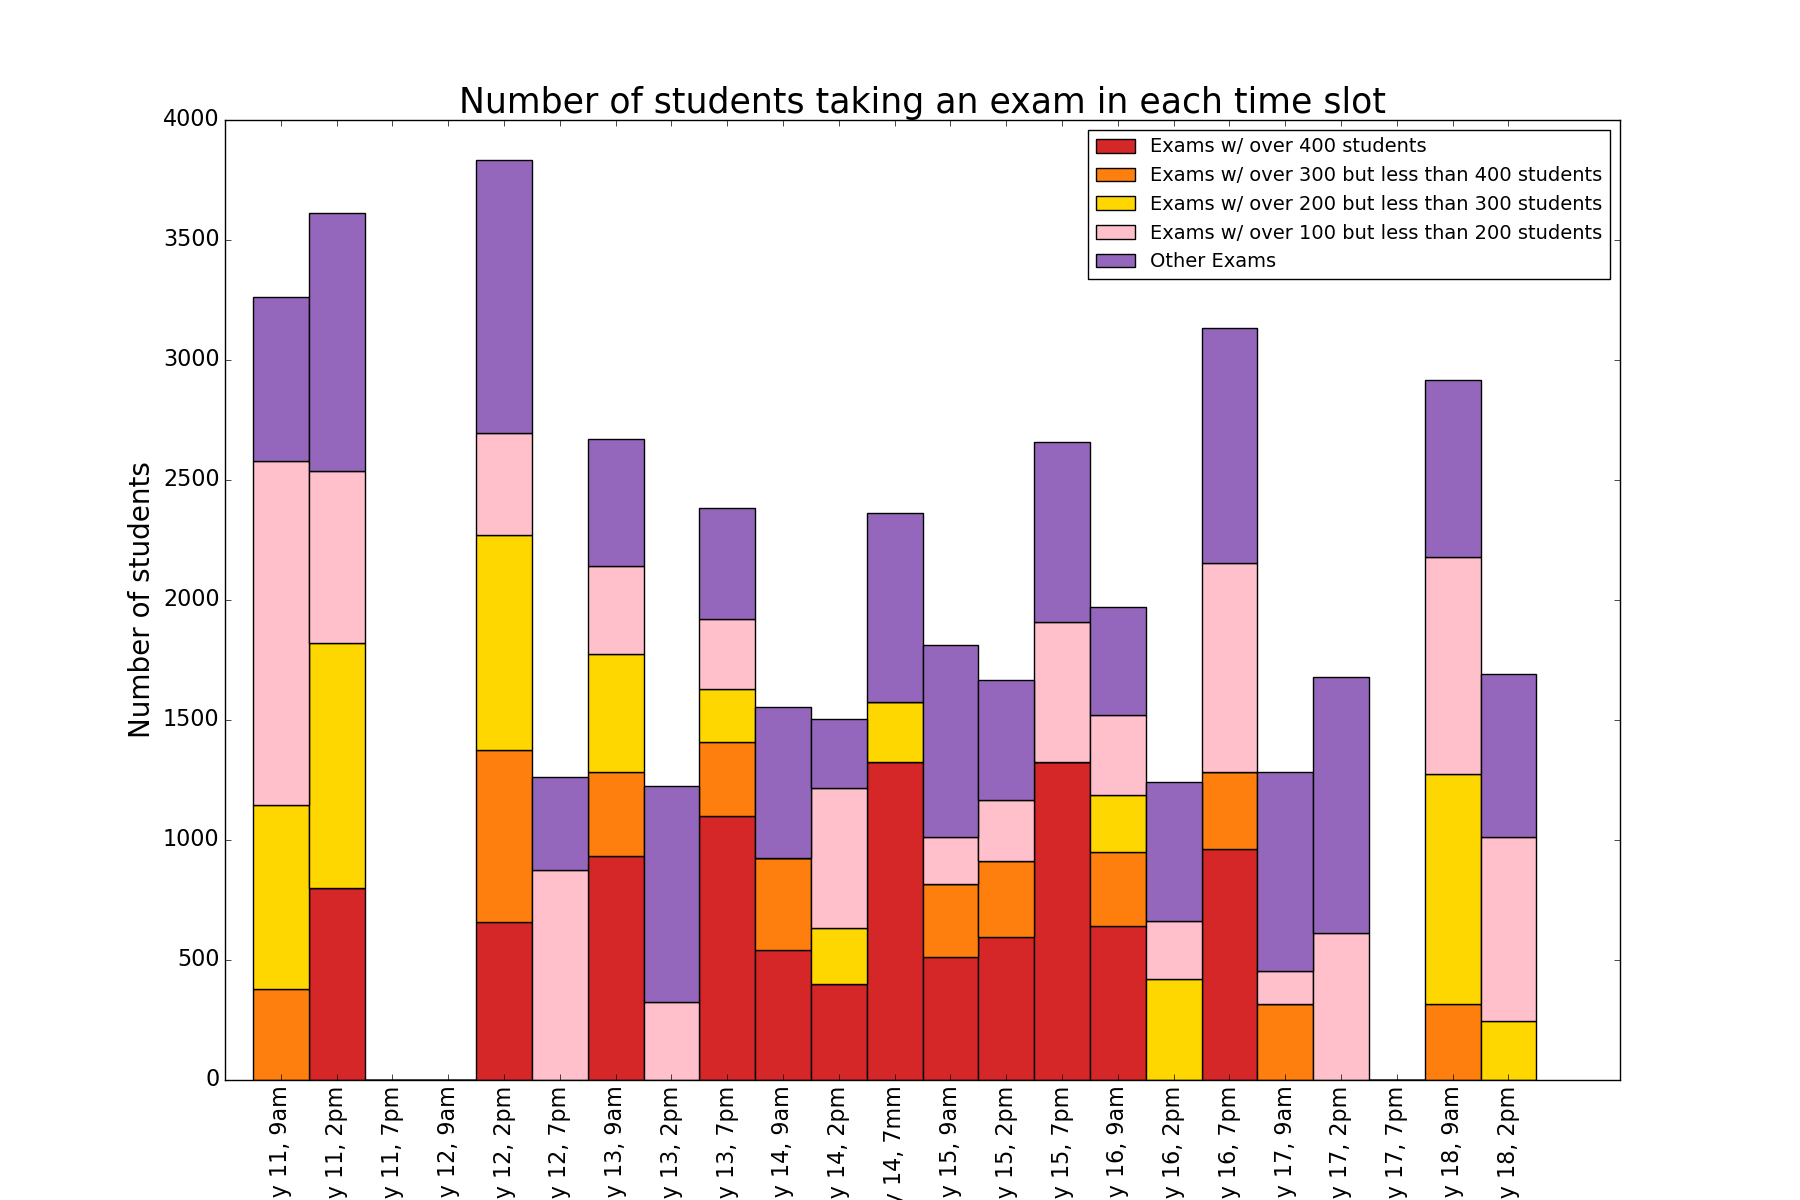 Number of students taking an exam in each time slot
Exams w/ over 400 students
Exams w/ over 300 but less than 400 students
Exams w/ over 200 but less than 300 students
Exams w/ over 100 but less than 200 students
Other Exams
Number of students
4000
3500
3000
2500
2000
1500
1000
500
0
y 11, 9am
y 11, 2pm
y 11, 7pm
y 12, 9am
y 12, 2pm
y 12, 7pm
y 13, 9am
y 13, 2pm
y 13, 7pm
y 14, 9am
y 14, 2pm
y 14, 7mm
y 15, 9am
y 15, 2pm
y 15, 7pm
y 16, 9am
y 16, 2pm
y 16, 7pm
y 17, 9am
y 17, 2pm
y 17, 7pm
y 18, 9am
y 18, 2pm